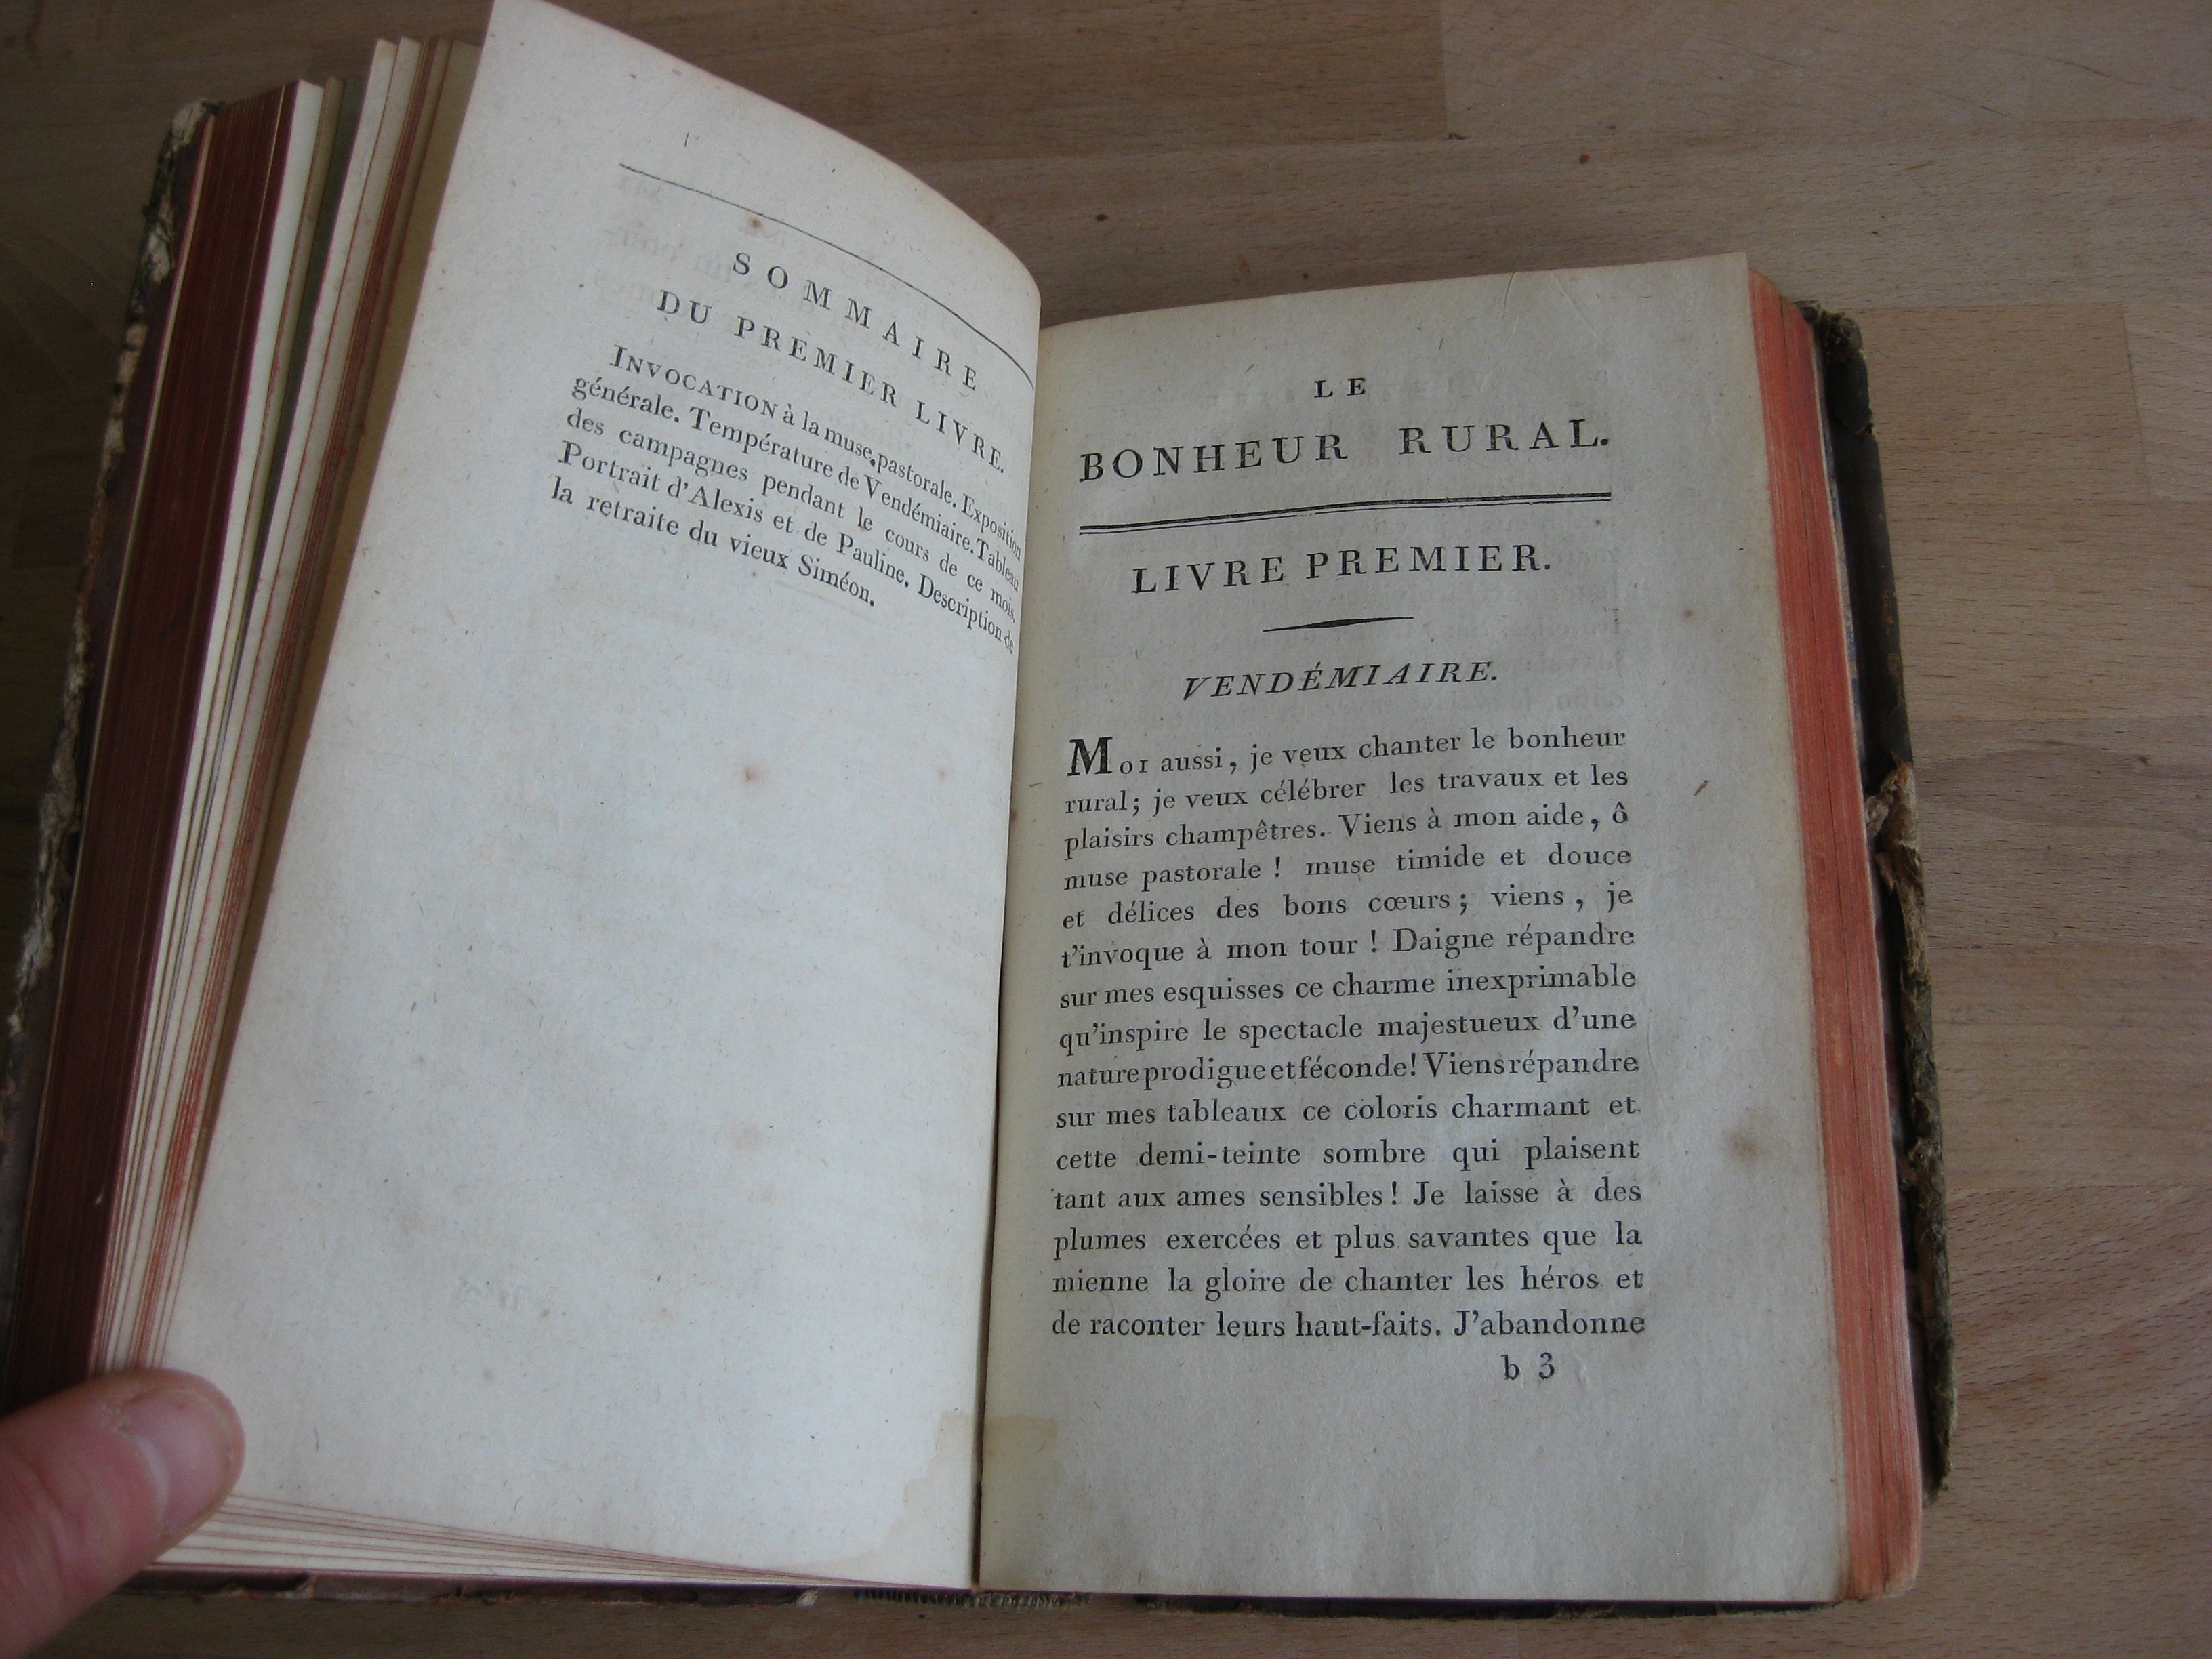 SOMMAIRE
DU PREMIER LIVRE.
INVOCATION à la muse pastorale. Exposition
générale. Température de Vendémiaire. Tableau
des campagnes pendant le cours de ce mois.
Portrait d'Alexis et de Pauline. Description de
la retraite du vieux Siméon.
LE
BONHEUR RURAL.
LIVRE PREMIER.
VENDÉMIAIRE.
MOI aussi, je veux chanter le bonheur
rural; je veux célébrer les travaux et les
plaisirs champêtres. Viens à mon aide, ô
muse pastorale ! muse timide et douce
et délices des bons cœurs; viens, je
t'invoque à mon tour ! Daigne répandre
sur mes esquisses ce charme inexprimable
qu'inspire le spectacle majestueux d'une
nature prodigue et féconde! Viens répandre
sur mes tableaux ce coloris charmant et
cette demi-teinte sombre qui plaisent
tant aux ames sensibles! Je laisse à des
plumes exercées et plus savantes que la
mienne la gloire de chanter les héros et
de raconter leurs haut-faits. J'abandonne
b 3